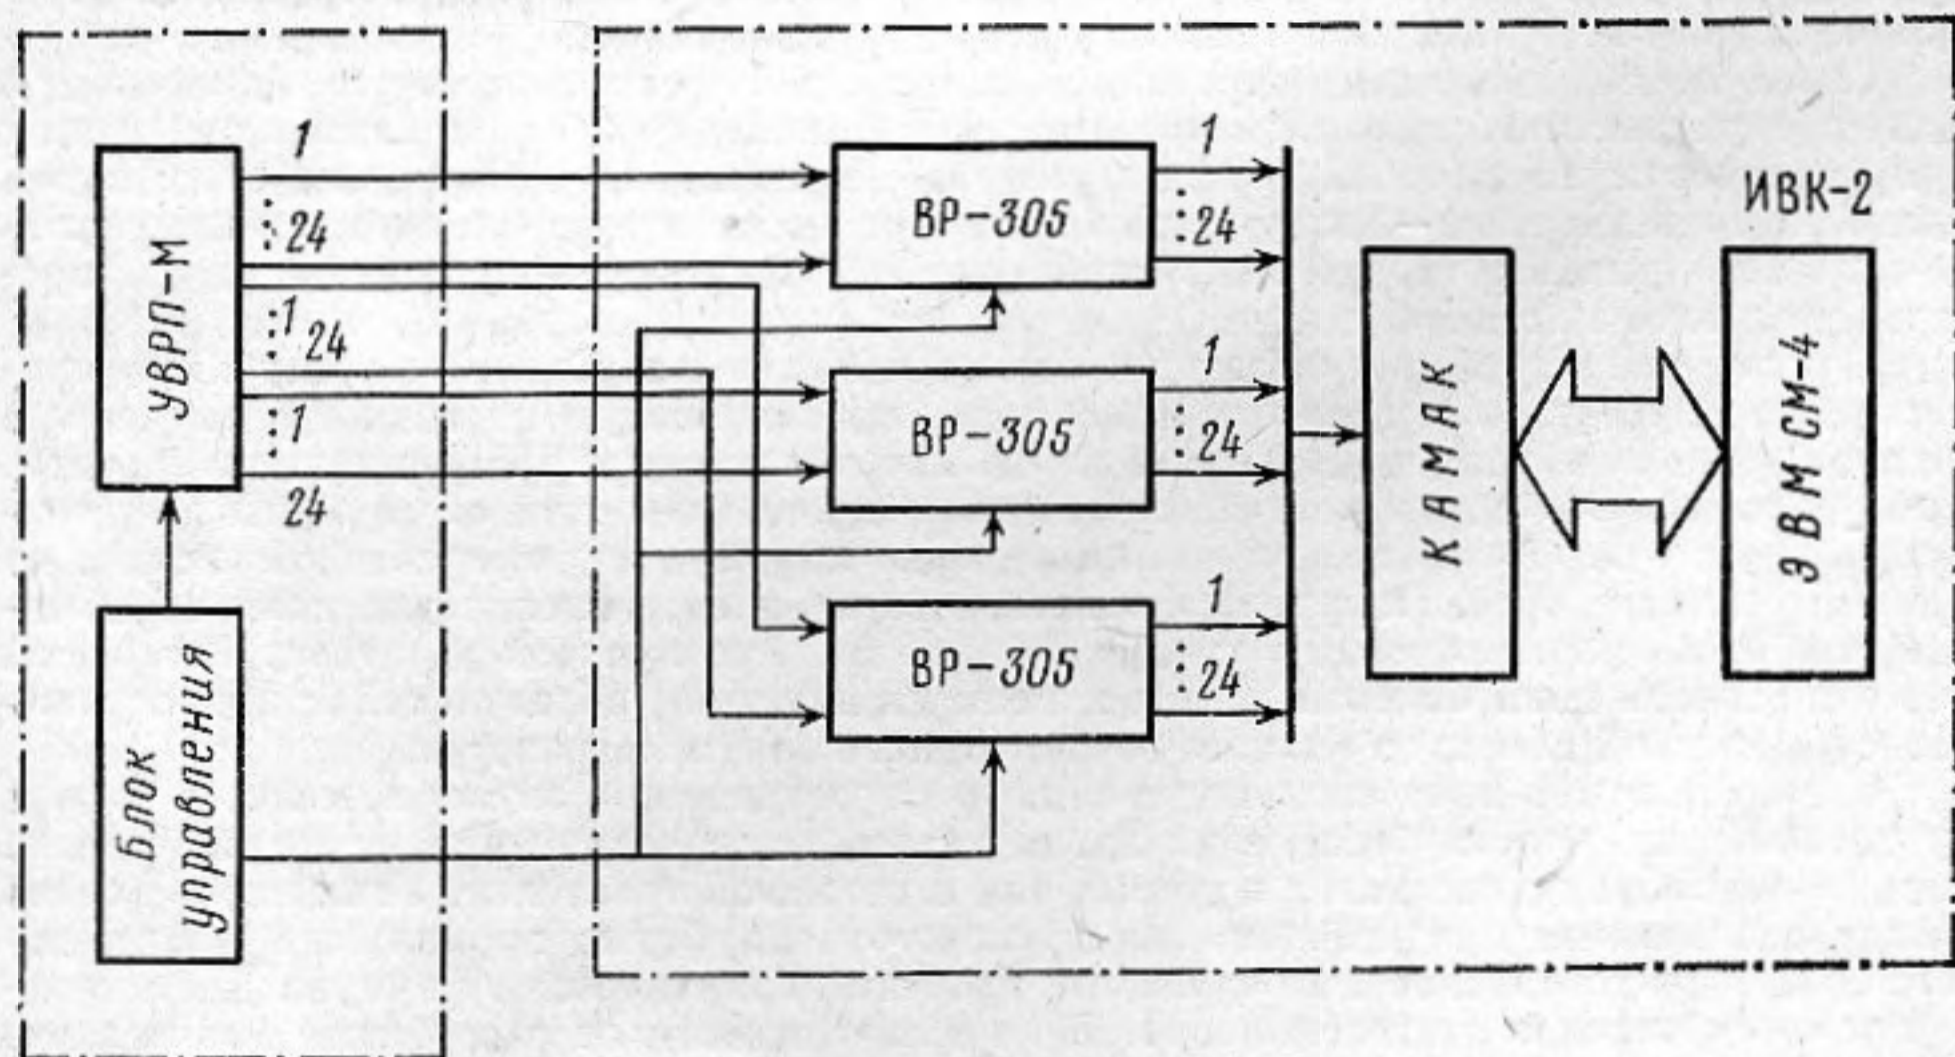 УВРП-М
1
24
1
24
1
24
Блок
управления
ВР-305
1
24
ВР-305
1
24
ВР-305
1
24
КАМАК
ИВК-2
ЭВМ СМ-4